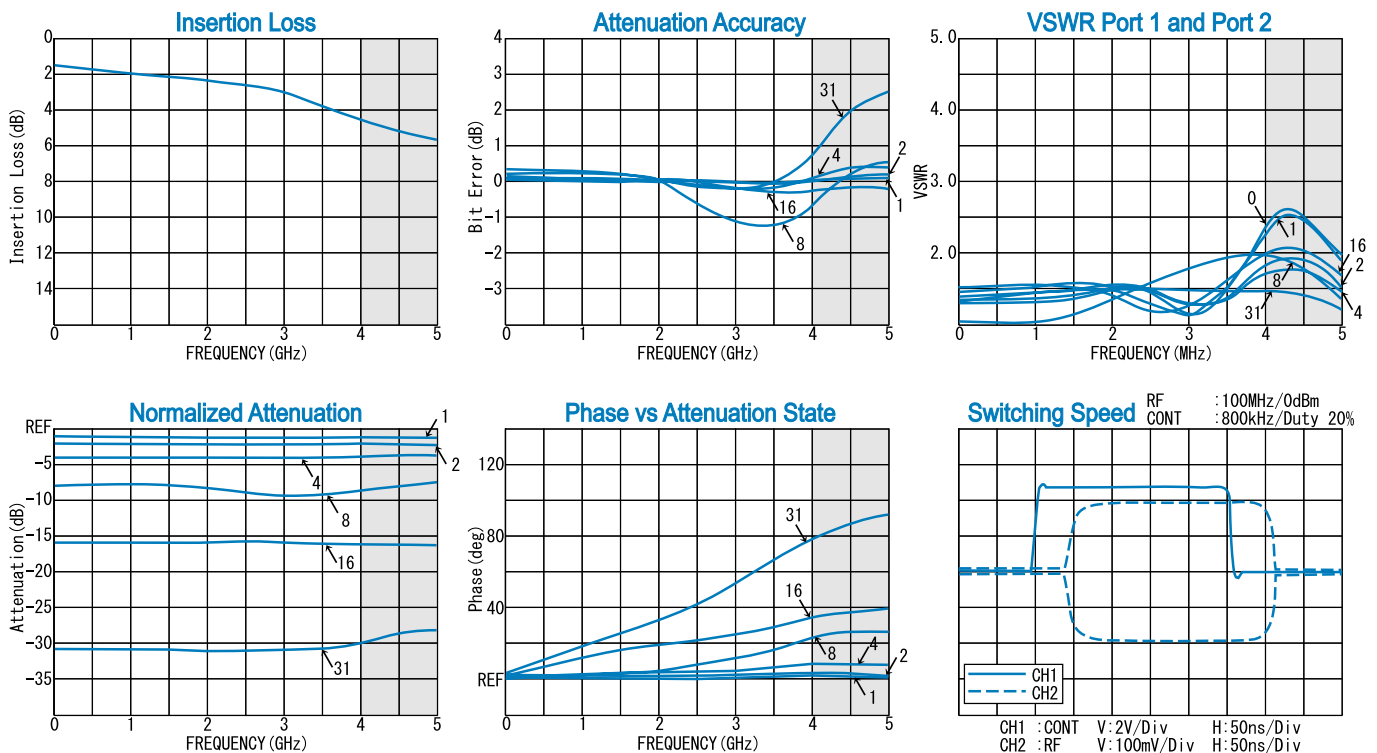 Insertion Loss
0
2
4
6
8
10
12
14
Insertion Loss(dB)
0 1 2 3 4 5
FREQUENCY(GHz)
Attenuation Accuracy
4
3
2
1
0
-1
-2
-3
Bit Error(dB)
31
4
2
16
1
8
0 1 2 3 4 5
FREQUENCY(GHz)
VSWR Port 1 and Port 2
5.0
4.0
3.0
2.0
VSWR
0
1
16
2
8
31
4
0 1 2 3 4 5
FREQUENCY(MHz)
Normalized Attenuation
REF
-5
-10
-15
-20
-25
-30
-35
Attenuation(dB)
1
2
4
8
16
31
0 1 2 3 4 5
FREQUENCY(GHz)
Phase vs Attenuation State
120
80
40
REF
Phase(deg)
31
16
8
4
2
1
0 1 2 3 4 5
FREQUENCY(GHz)
Switching Speed
RF :100MHz/0dBm
CONT :800kHz/Duty 20%
CH1
CH2
CH1 :CONT V:2V/Div H:50ns/Div
CH2 :RF V:100mV/Div H:50ns/Div